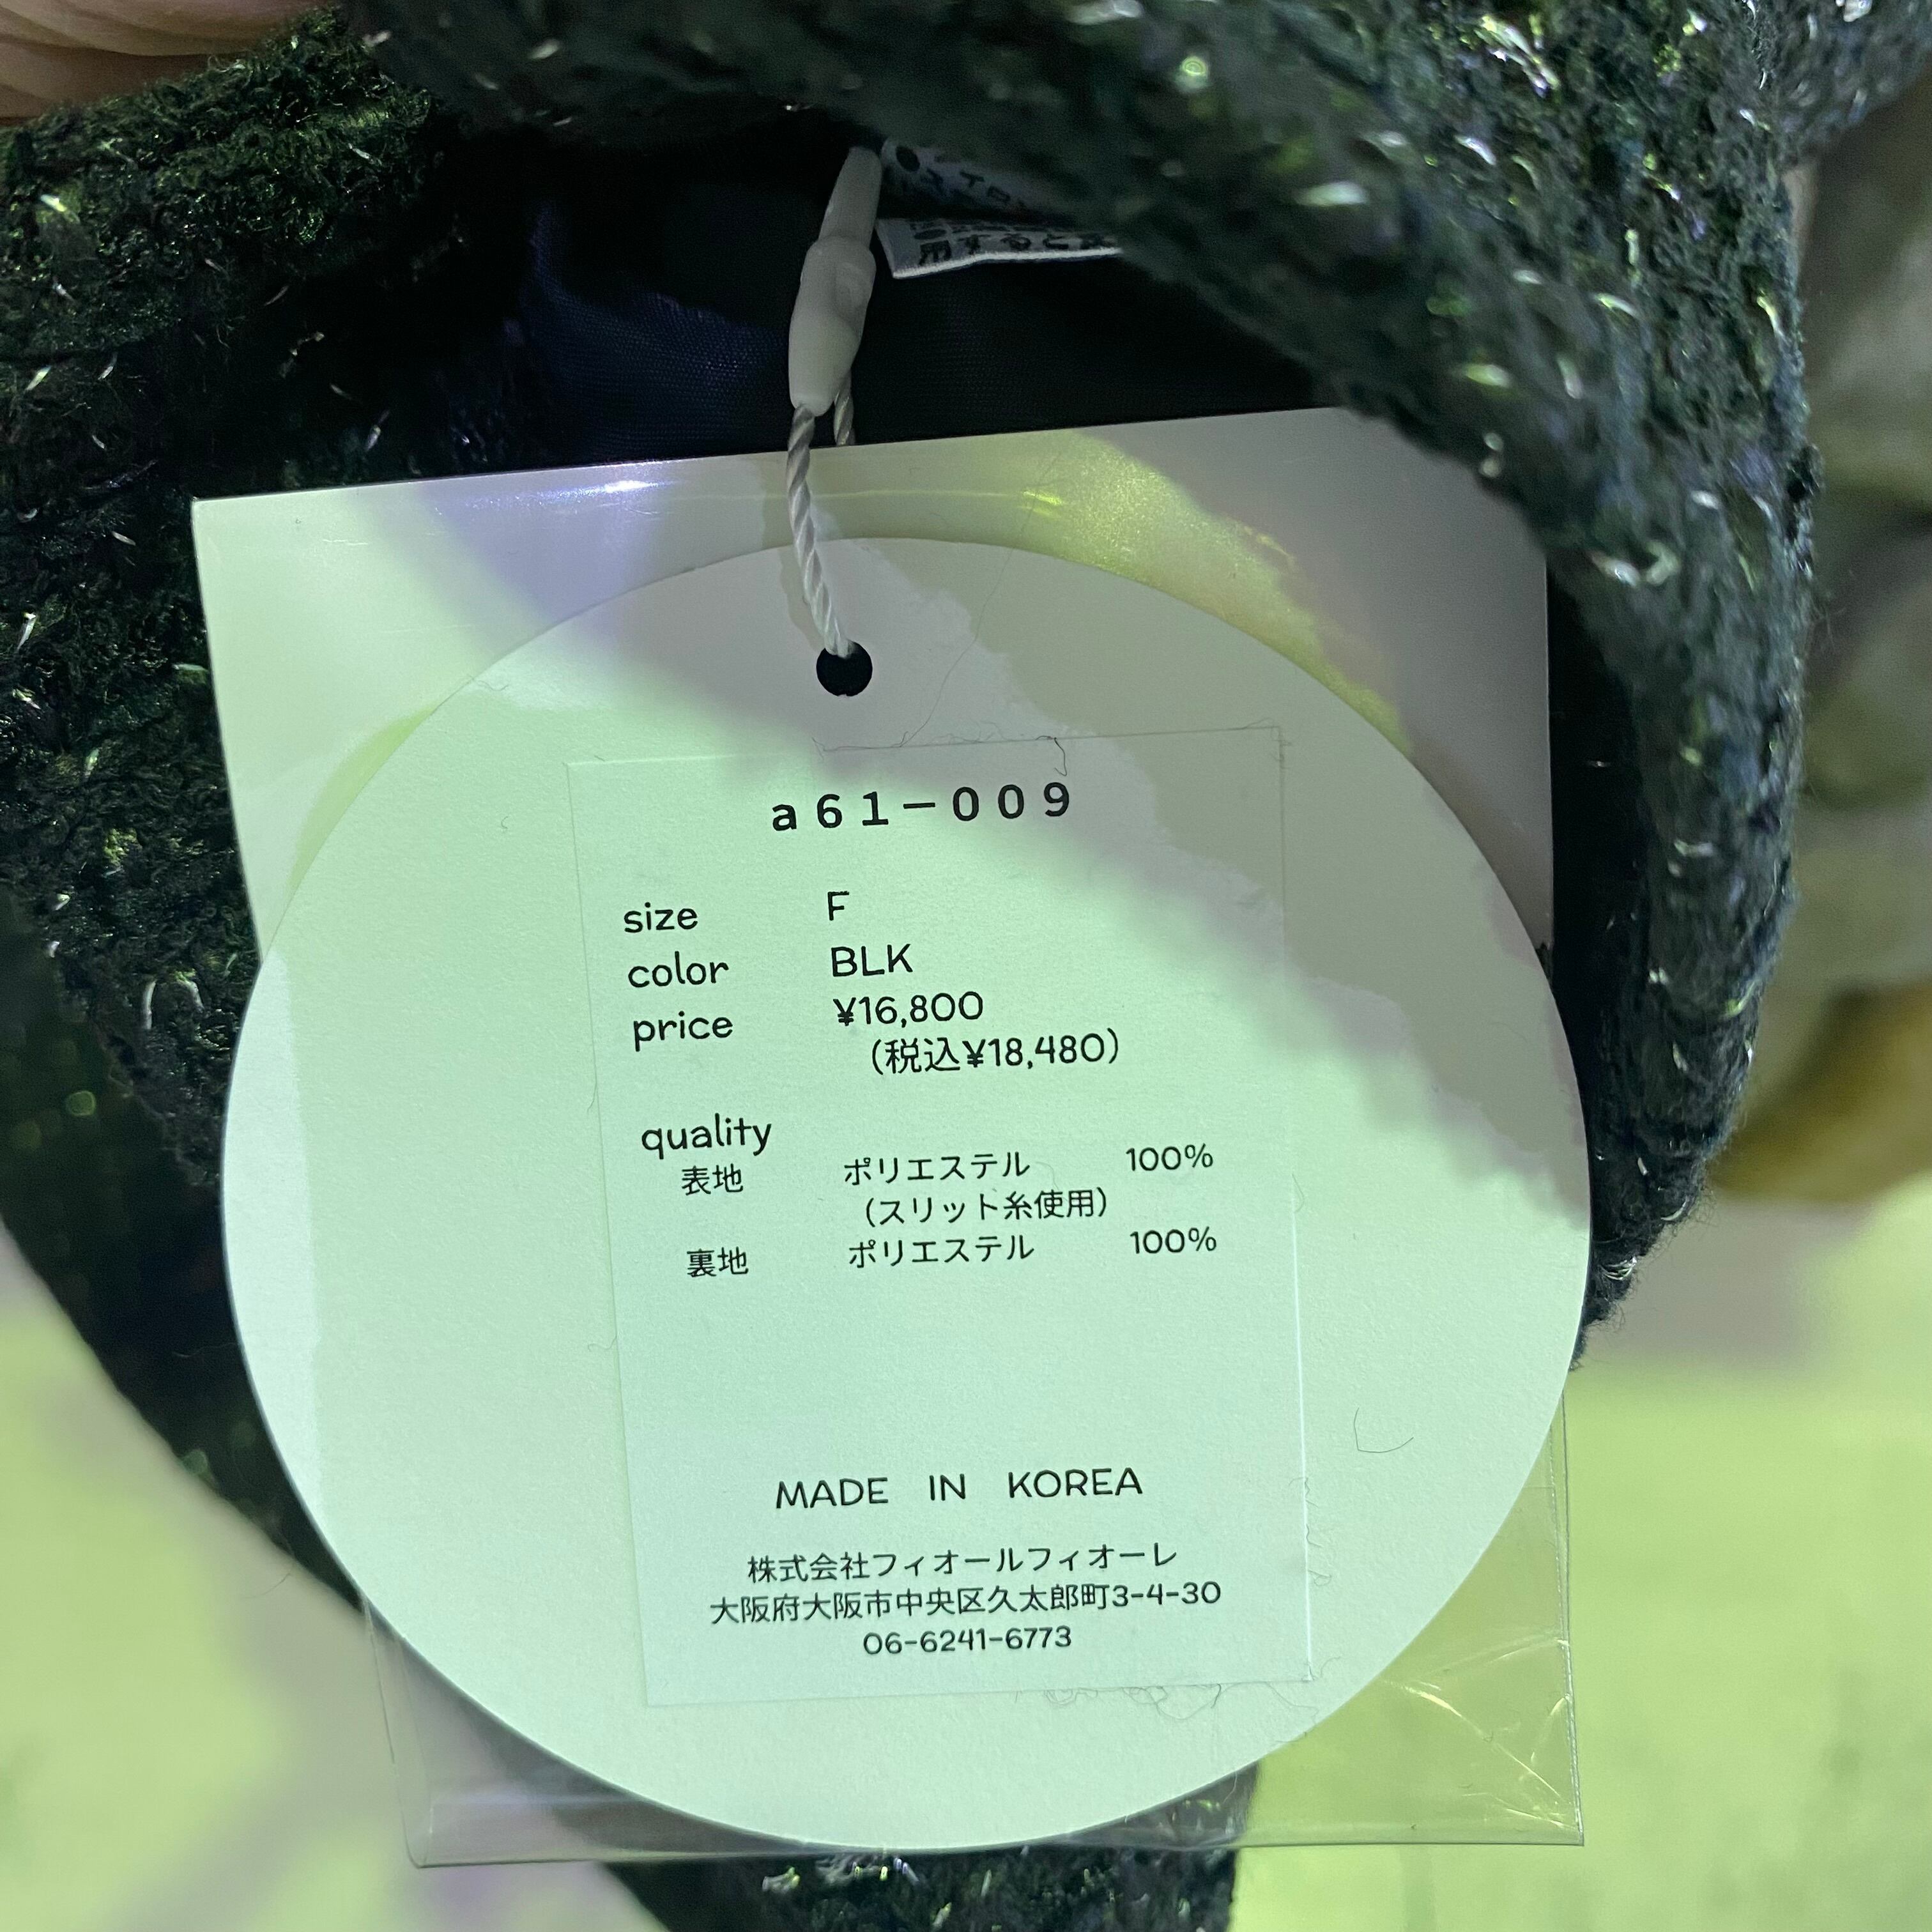 a61-009
size F
color BLK
price ¥16,800
(税込¥18,480)
quality
表地 ポリエステル 100%
(スリット糸使用)
裏地 ポリエステル 100%
MADE IN KOREA
株式会社フィオールフィオーレ
大阪府大阪市中央区久太郎町3-4-30
06-6241-6773